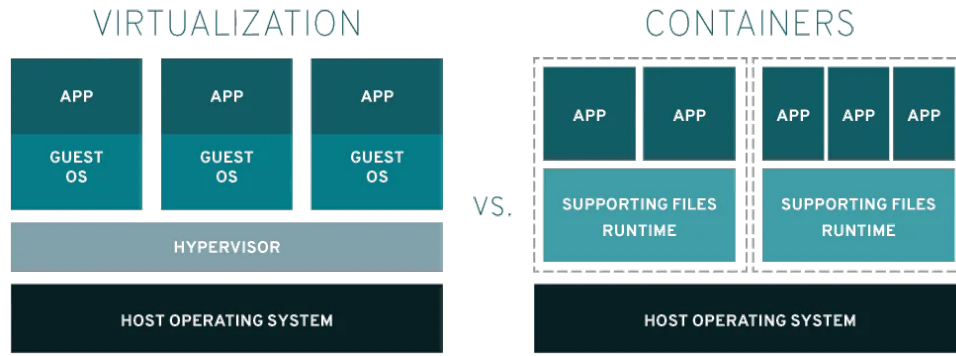 VIRTUALIZATION
APP
APP
APP
GUEST
OS
GUEST
OS
GUEST
OS
HYPERVISOR
HOST OPERATING SYSTEM
VS.
CONTAINERS
APP
APP
APP
APP
APP
SUPPORTING FILES
RUNTIME
SUPPORTING FILES
RUNTIME
HOST OPERATING SYSTEM